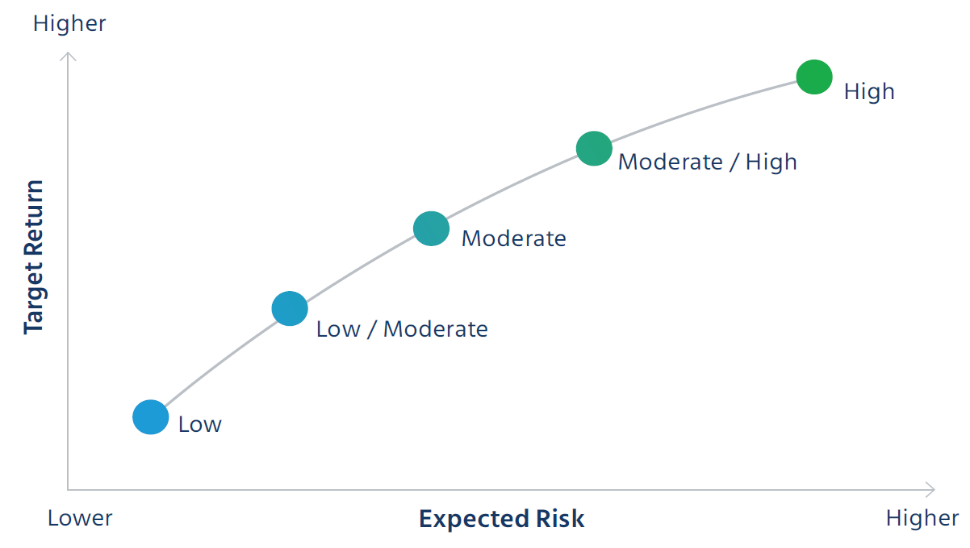 Higher
High
Moderate / High
Target Return
Moderate
Low / Moderate
Low
Lower
Expected Risk
Higher